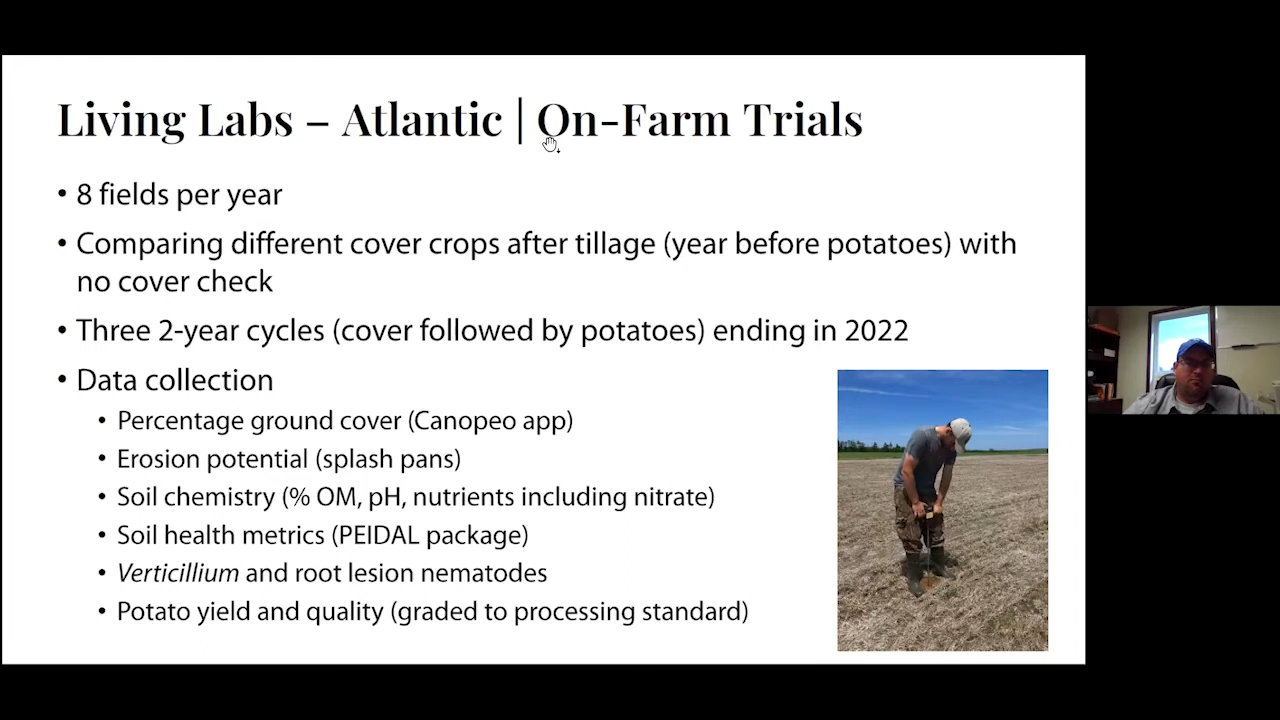 Living Labs – Atlantic | On-Farm Trials
• 8 fields per year
• Comparing different cover crops after tillage (year before potatoes) with
no cover check
• Three 2-year cycles (cover followed by potatoes) ending in 2022
• Data collection
• Percentage ground cover (Canopeo app)
• Erosion potential (splash pans)
• Soil chemistry (% OM, pH, nutrients including nitrate)
• Soil health metrics (PEIDAL package)
• Verticillium and root lesion nematodes
• Potato yield and quality (graded to processing standard)